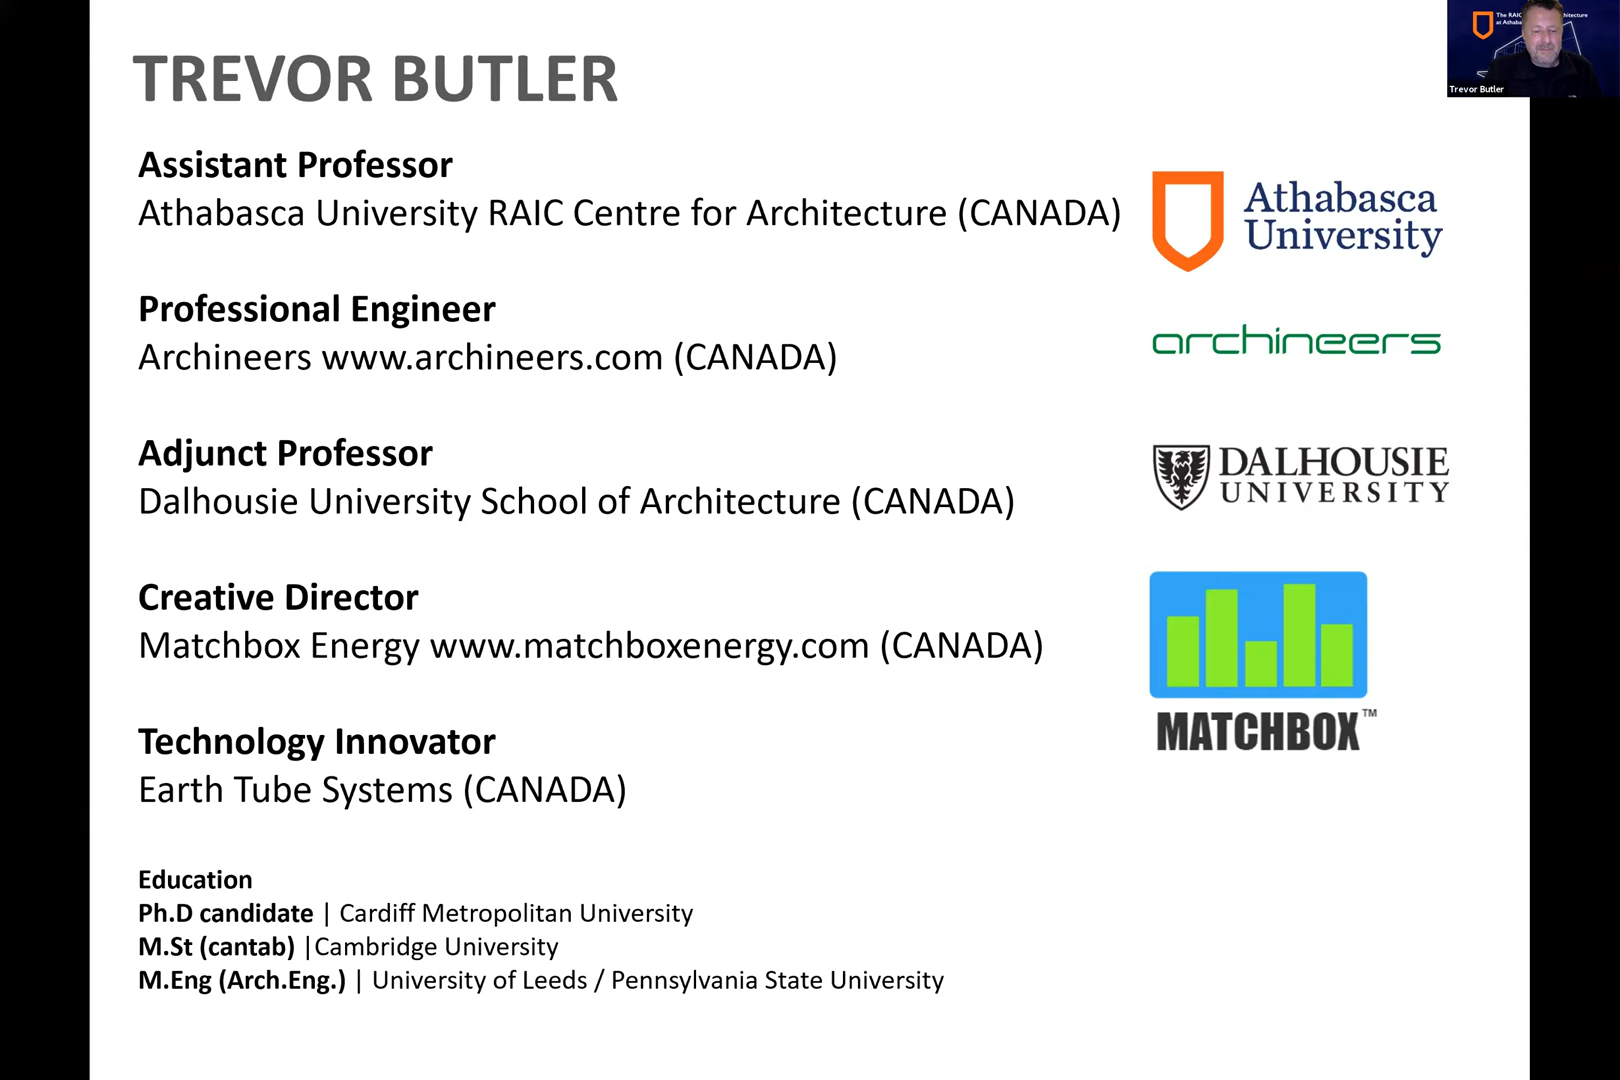 TREVOR BUTLER
Assistant Professor
Athabasca University RAIC Centre for Architecture (CANADA)
Athabasca
University
Professional Engineer
Archineers www.archineers.com (CANADA)
archineers
Adjunct Professor
Dalhousie University School of Architecture (CANADA)
DALHOUSIE
UNIVERSITY
Creative Director
Matchbox Energy www.matchboxenergy.com (CANADA)
MATCHBOX™
Technology Innovator
Earth Tube Systems (CANADA)
Education
Ph.D candidate | Cardiff Metropolitan University
M.St (cantab) |Cambridge University
M.Eng (Arch.Eng.) | University of Leeds / Pennsylvania State University
The RAIC
Trevor Butler